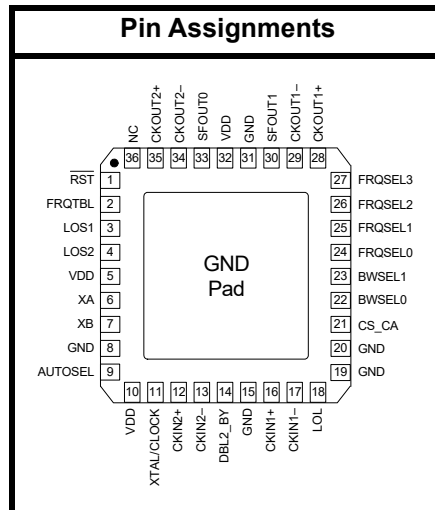 Pin Assignments
NC
CKOUT2+
CKOUT2–
SFOUT0
VDD
GND
SFOUT1
CKOUT1–
CKOUT1+
36 35 34 33 32 31 30 29 28
RST 1
FRQTBL 2
LOS1 3
LOS2 4
VDD 5
XA 6
XB 7
GND 8
AUTOSEL 9
GND
Pad
27 FRQSEL3
26 FRQSEL2
25 FRQSEL1
24 FRQSEL0
23 BWSEL1
22 BWSEL0
21 CS_CA
20 GND
19 GND
10 11 12 13 14 15 16 17 18
VDD
XTAL/CLOCK
CKIN2+
CKIN2–
DBL2_BY
GND
CKIN1+
CKIN1–
LOL